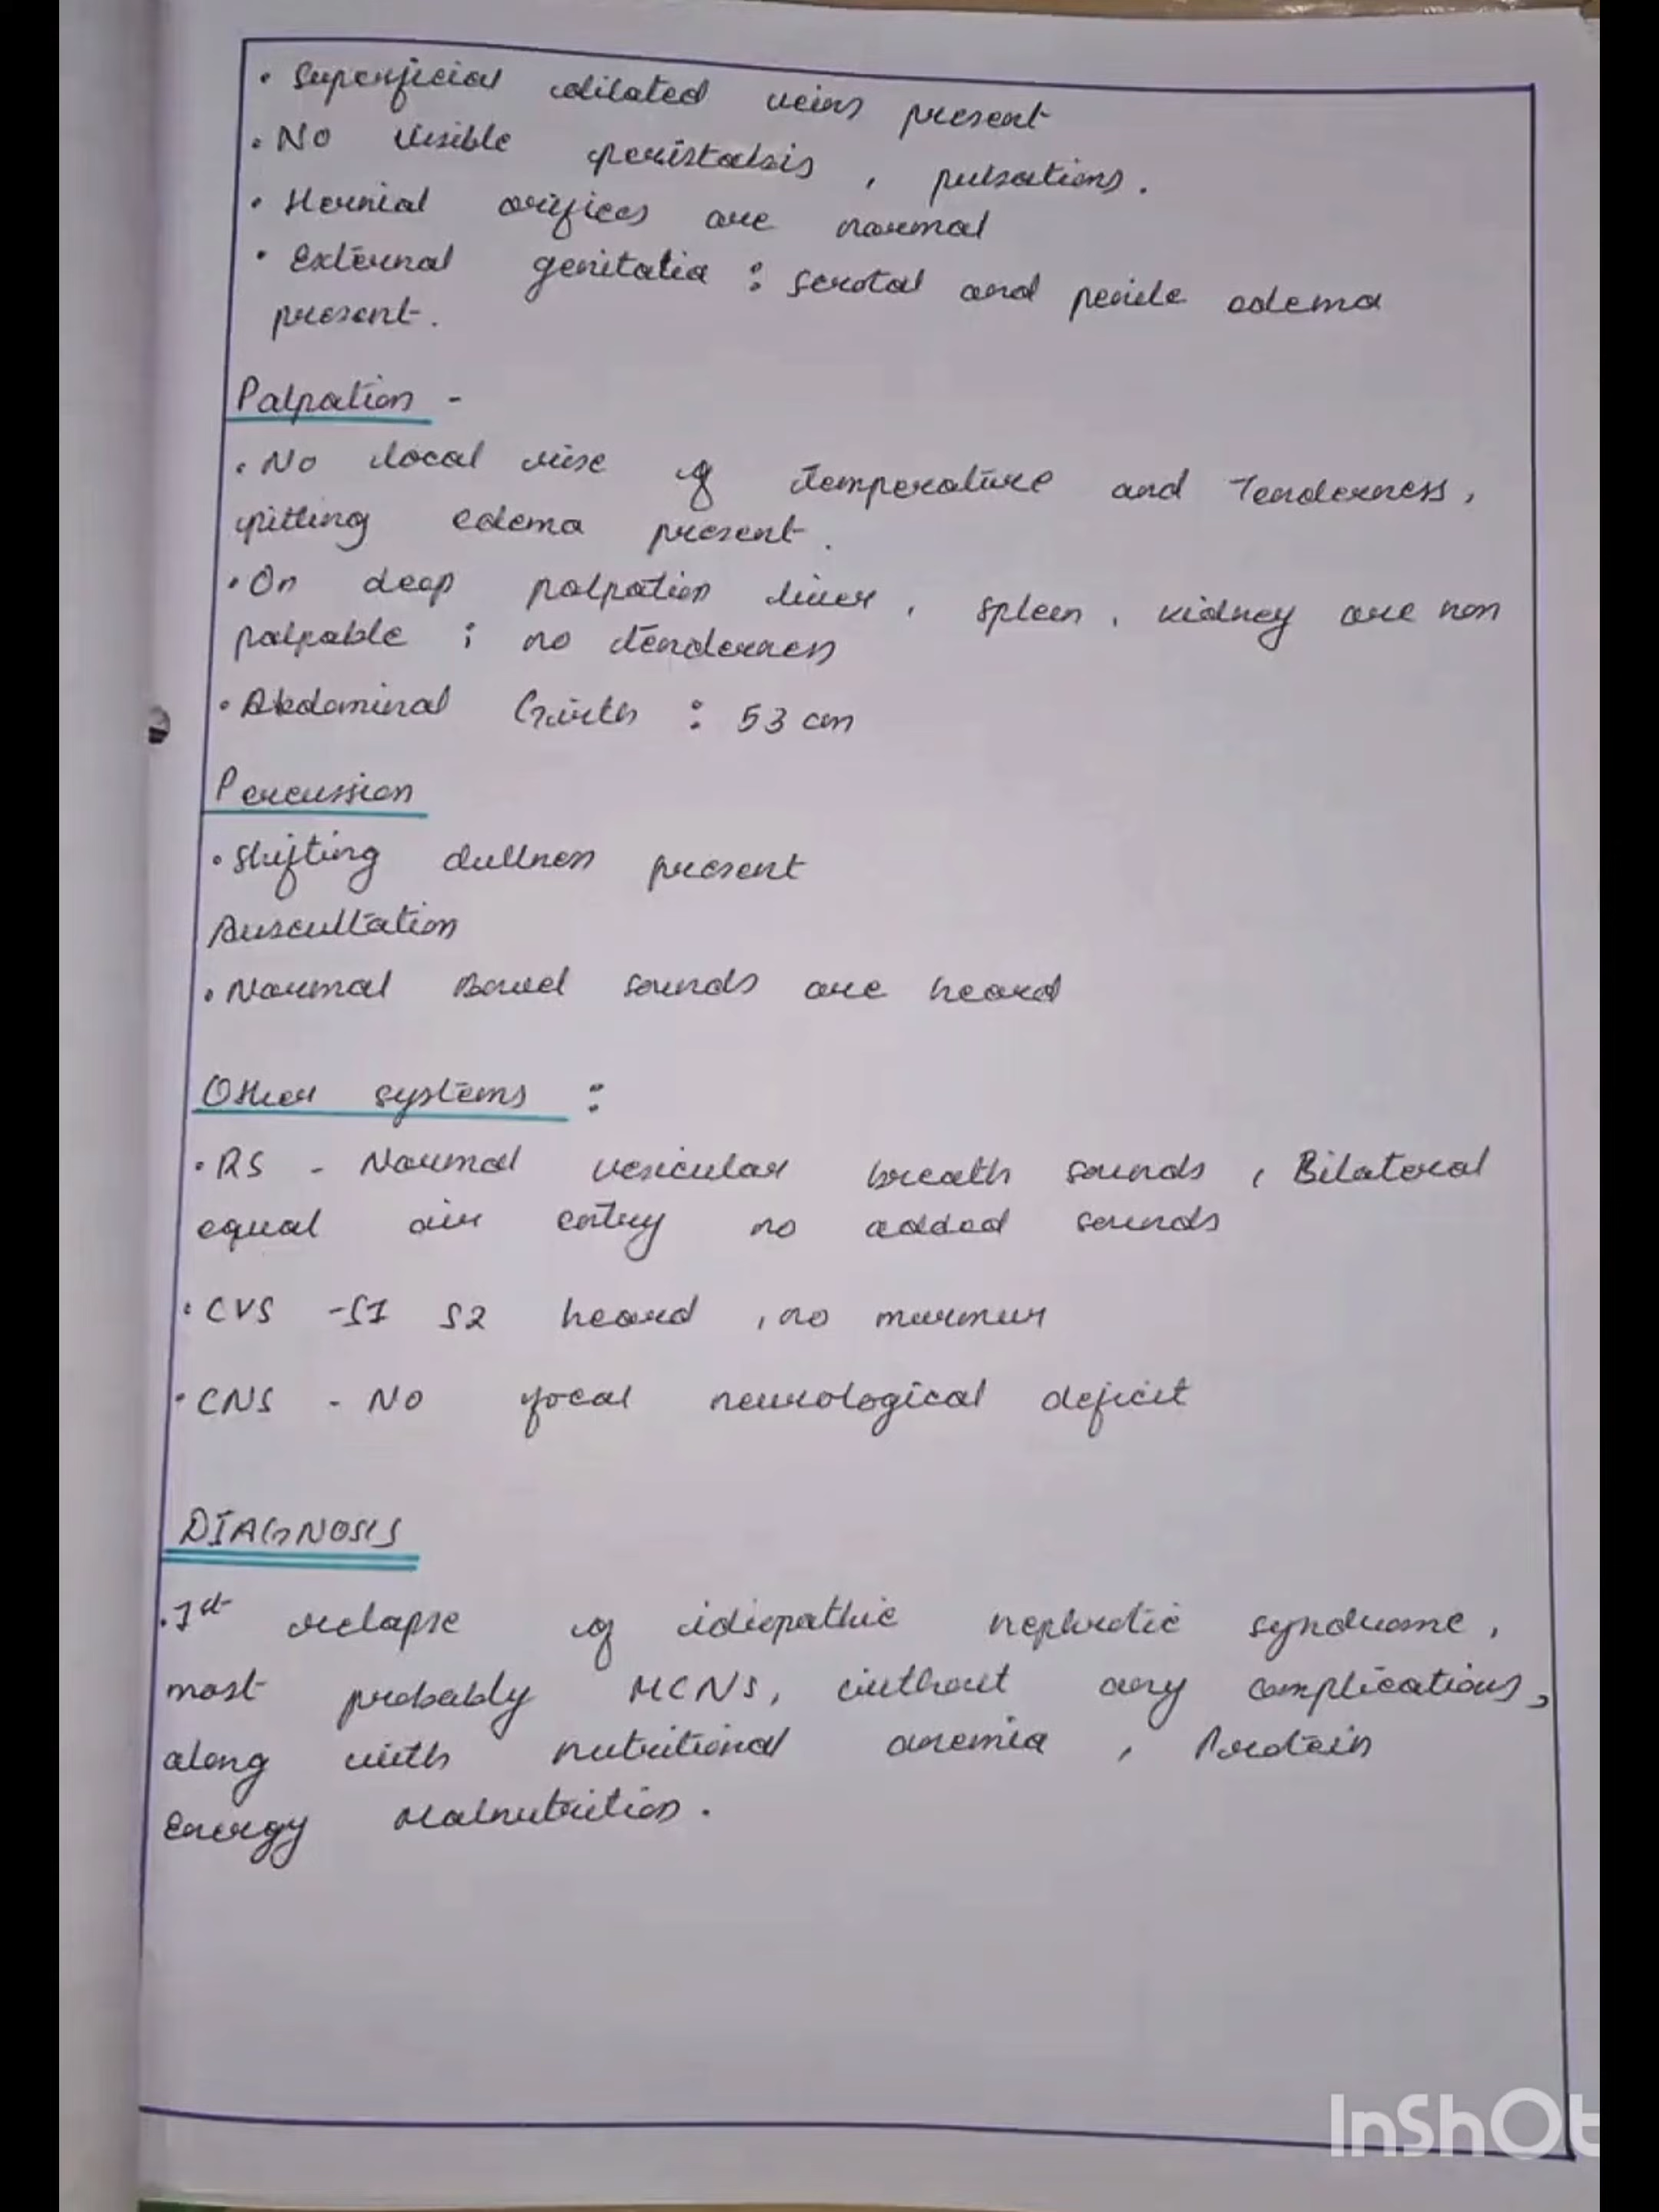 • Superficial dilated veins present
• No visible peristalsis, pulsations.
• Hernial orifices are normal
• External genitalia : scrotal and penile edema
present.
Palpation -
• No local rise of temperature and Tenderness,
pitting edema present.
• On deep palpation liver, spleen, kidney are non
palpable ; no tenderness
• Abdominal Girth : 53 cm
Percussion
• Shifting dullness present
Auscultation
• Normal Bowel sounds are heard
Other systems :
• RS - Normal vesicular breath sounds, Bilateral
equal air entry no added sounds
• CVS - S1 S2 heard, no murmur
• CNS - No focal neurological deficit
DIAGNOSIS
• 1st relapse of idiopathic nephrotic syndrome,
most probably MCNS, without any complications,
along with nutritional anemia, Protein
Energy Malnutrition.
InShOt